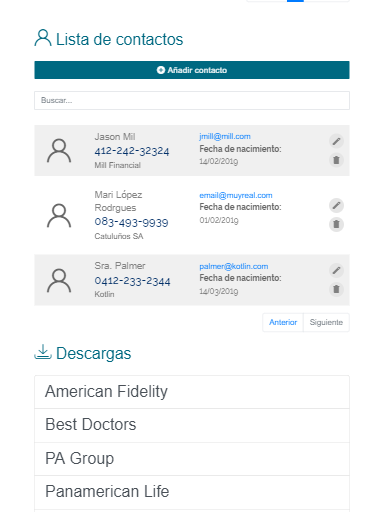 Lista de contactos
Añadir contacto
Buscar...
Jason Mil
412-242-32324
Mill Financial
jmill@mill.com
Fecha de nacimiento:
14/02/2019
Mari López
Rodrgues
083-493-9939
Catuluños SA
email@muyreal.com
Fecha de nacimiento:
01/02/2019
Sra. Palmer
0412-233-2344
Kotlin
palmer@kotlin.com
Fecha de nacimiento:
14/03/2019
Anterior
Siguiente
Descargas
American Fidelity
Best Doctors
PA Group
Panamerican Life